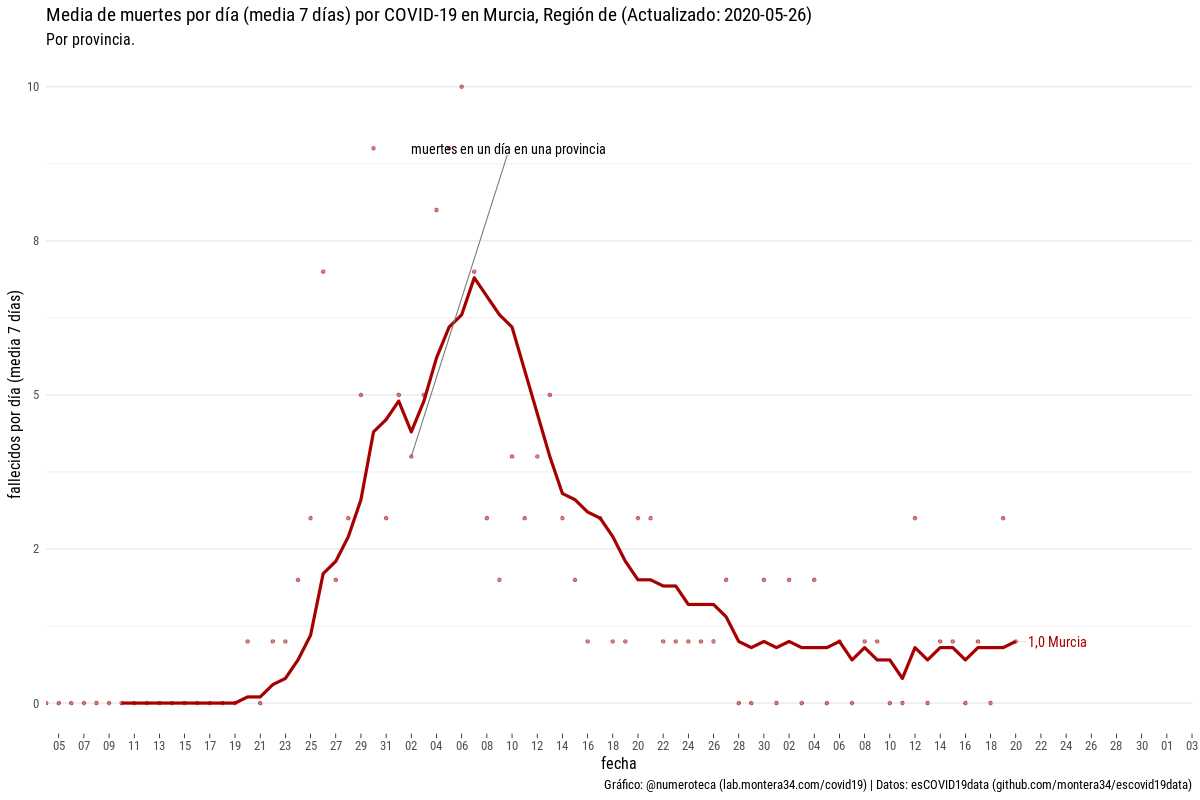 Media de muertes por día (media 7 días) por COVID-19 en Murcia, Región de (Actualizado: 2020-05-26)
Por provincia.
10
muertes en un día en una provincia
8
fallecidos por día (media 7 días)
5
2
1,0 Murcia
0
05 07 09 11 13 15 17 19 21 23 25 27 29 31 02 04 06 08 10 12 14 16 18 20 22 24 26 28 30 02 04 06 08 10 12 14 16 18 20 22 24 26 28 30 01 03
fecha
Gráfico: @numeroteca (lab.montera34.com/covid19) | Datos: esCOVID19data (github.com/montera34/escovid19data)